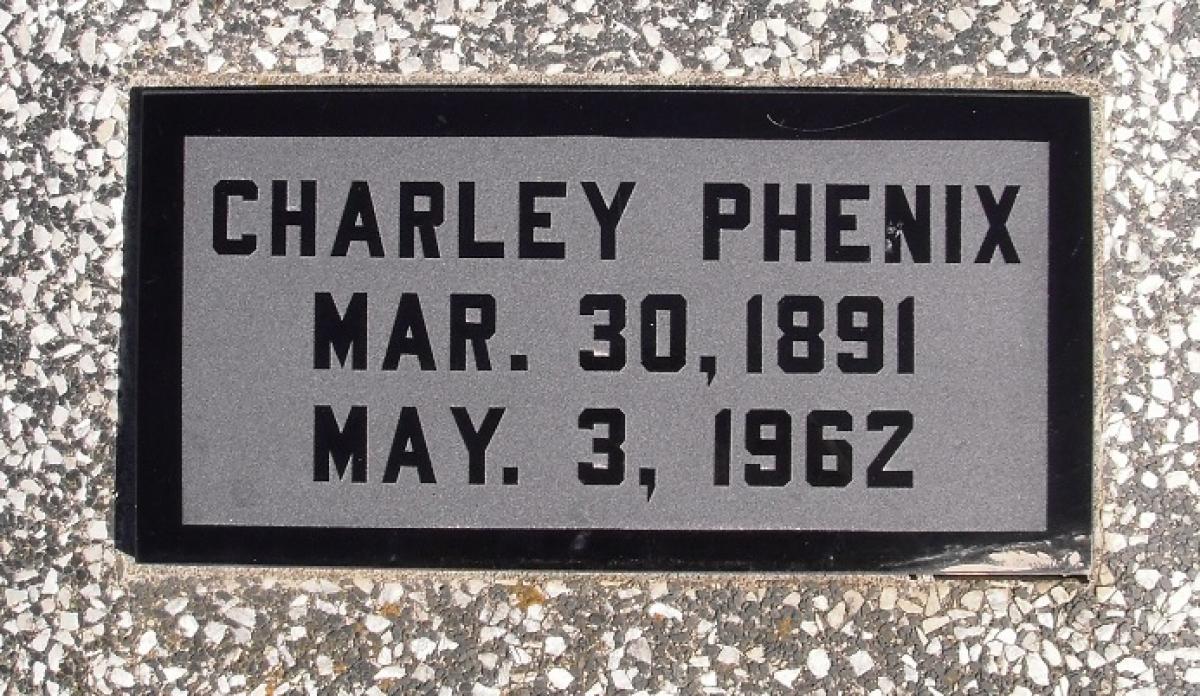 CHARLEY PHENIX
MAR. 30, 1891
MAY. 3, 1962